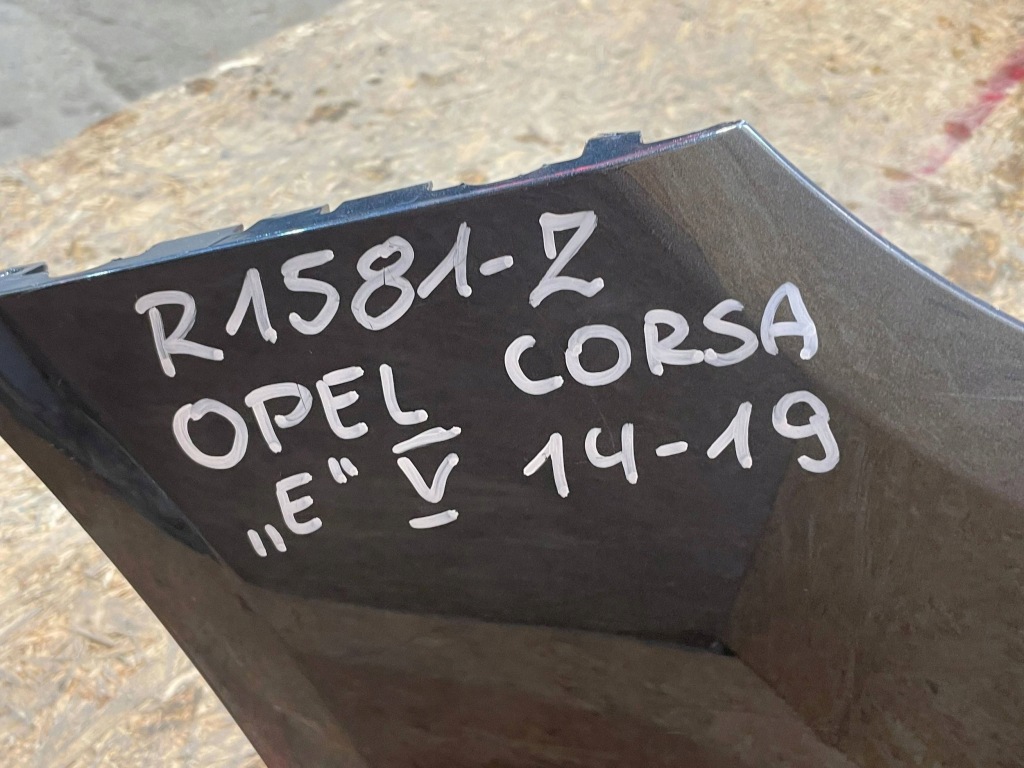 R1581-Z
OPEL CORSA
„E" V 14-19